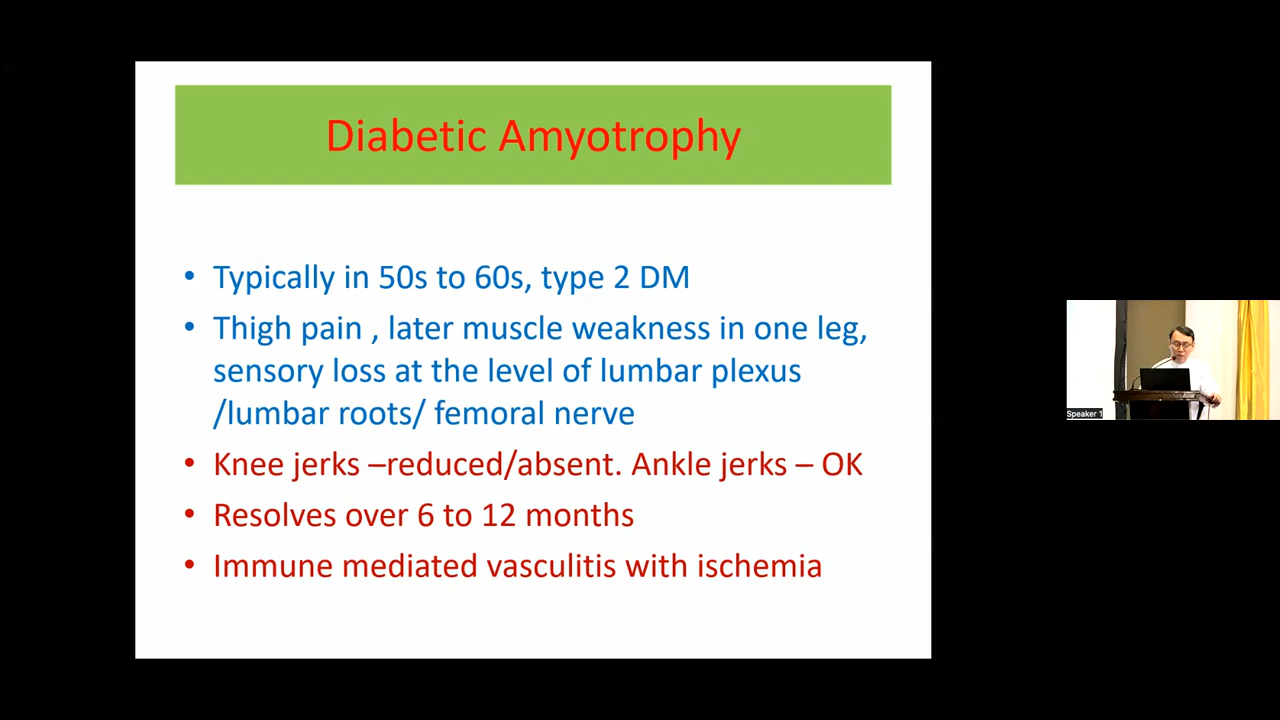 Diabetic Amyotrophy
• Typically in 50s to 60s, type 2 DM
• Thigh pain , later muscle weakness in one leg,
sensory loss at the level of lumbar plexus
/lumbar roots/ femoral nerve
• Knee jerks –reduced/absent. Ankle jerks – OK
• Resolves over 6 to 12 months
• Immune mediated vasculitis with ischemia
Speaker 1